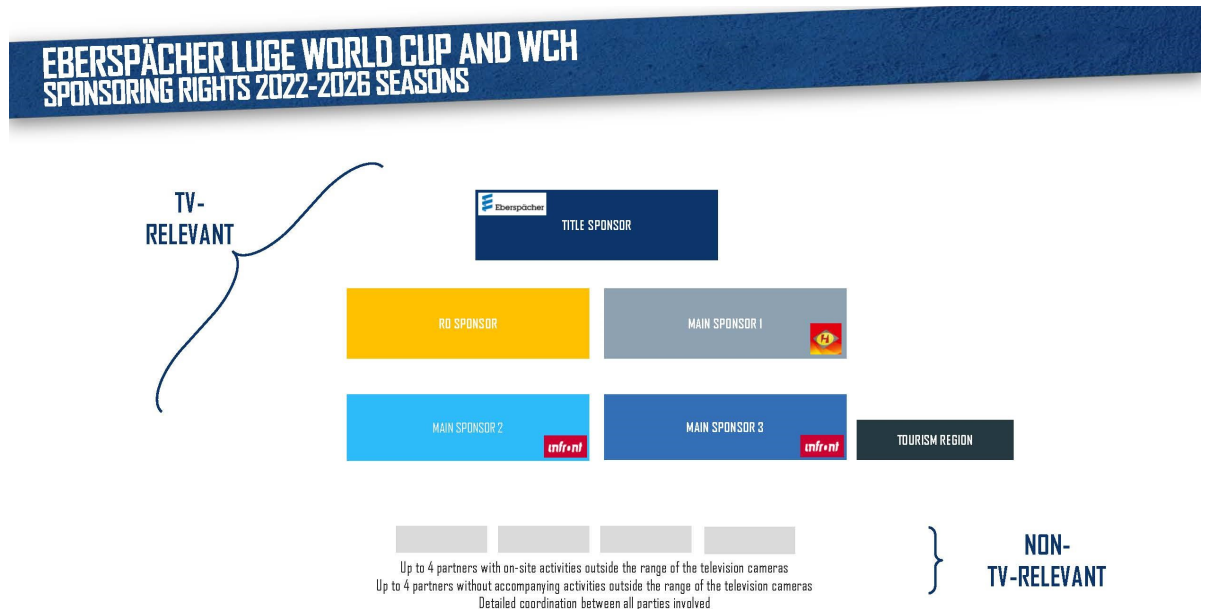 EBERSPÄCHER LUGE WORLD CUP AND WCH
SPONSORING RIGHTS 2022-2026 SEASONS
TV-
RELEVANT
Eberspächer
TITLE SPONSOR
RD SPONSOR
MAIN SPONSOR 1
H
MAIN SPONSOR 2
infront
MAIN SPONSOR 3
infront
TOURISM REGION
Up to 4 partners with on-site activities outside the range of the television cameras
Up to 4 partners without accompanying activities outside the range of the television cameras
Detailed coordination between all parties involved
NON-
TV-RELEVANT